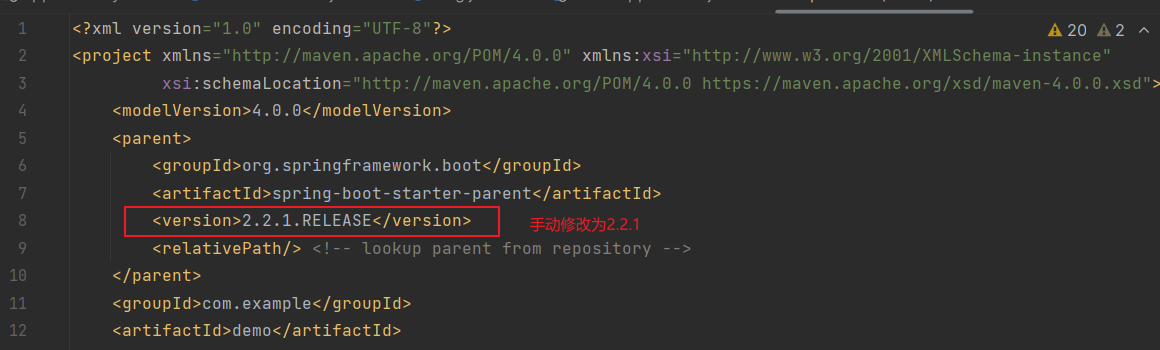 1 <?xml version="1.0" encoding="UTF-8"?> 20 2
2 <project xmlns="http://maven.apache.org/POM/4.0.0" xmlns:xsi="http://www.w3.org/2001/XMLSchema-instance"
3 xsi:schemaLocation="http://maven.apache.org/POM/4.0.0 https://maven.apache.org/xsd/maven-4.0.0.xsd">
4 <modelVersion>4.0.0</modelVersion>
5 <parent>
6 <groupId>org.springframework.boot</groupId>
7 <artifactId>spring-boot-starter-parent</artifactId>
8 <version>2.2.1.RELEASE</version> 手动修改为2.2.1
9 <relativePath/> <!-- lookup parent from repository -->
10 </parent>
11 <groupId>com.example</groupId>
12 <artifactId>demo</artifactId>